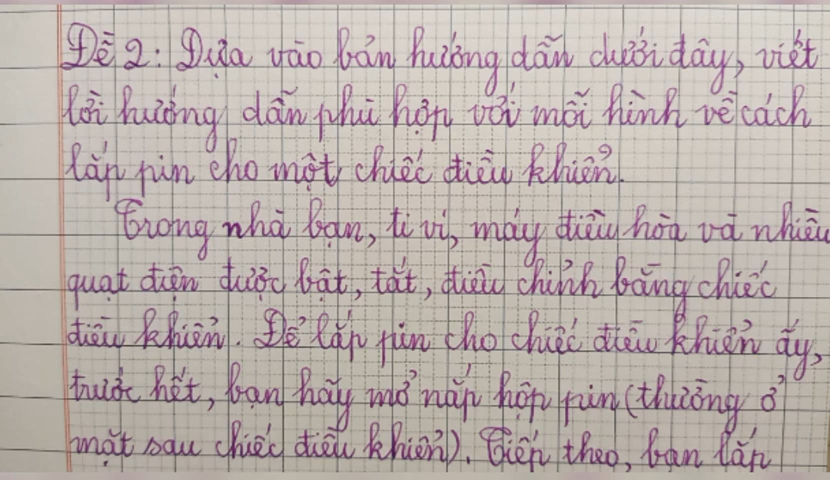 Đề 2: Dựa vào bản hướng dẫn dưới đây, viết
lời hướng dẫn phù hợp với mỗi hình vẽ cách
lắp pin cho một chiếc điều khiển.
Trong nhà bạn, ti vi, máy điều hòa và nhiều
quạt điện được bật, tắt, điều chỉnh bằng chiếc
điều khiển. Để lắp pin cho chiếc điều khiển ấy,
trước hết, bạn hãy mở nắp hộp pin (thường ở
mặt sau chiếc điều khiển). Tiếp theo, bạn lắp